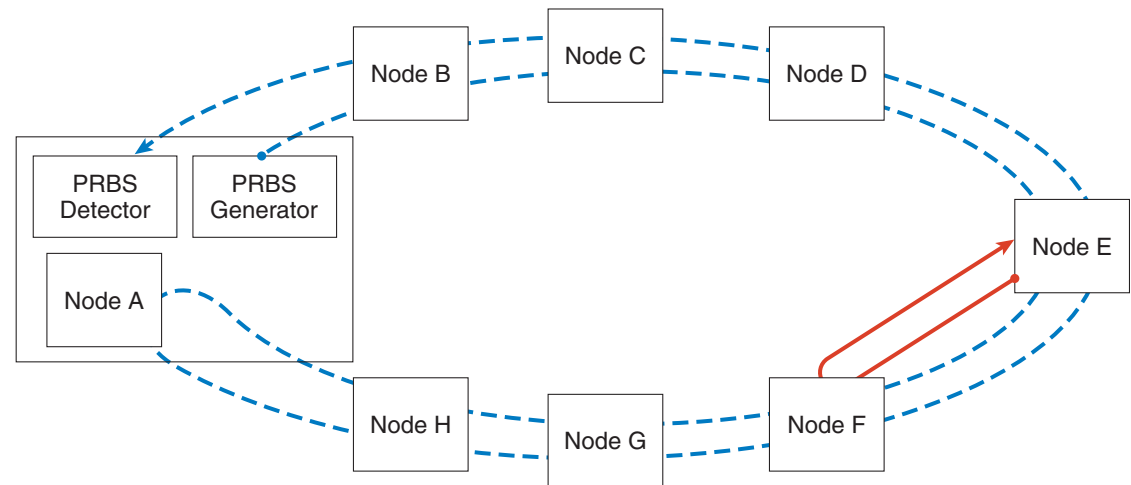 Node B
Node C
Node D
PRBS
Detector
PRBS
Generator
Node E
Node A
Node H
Node G
Node F